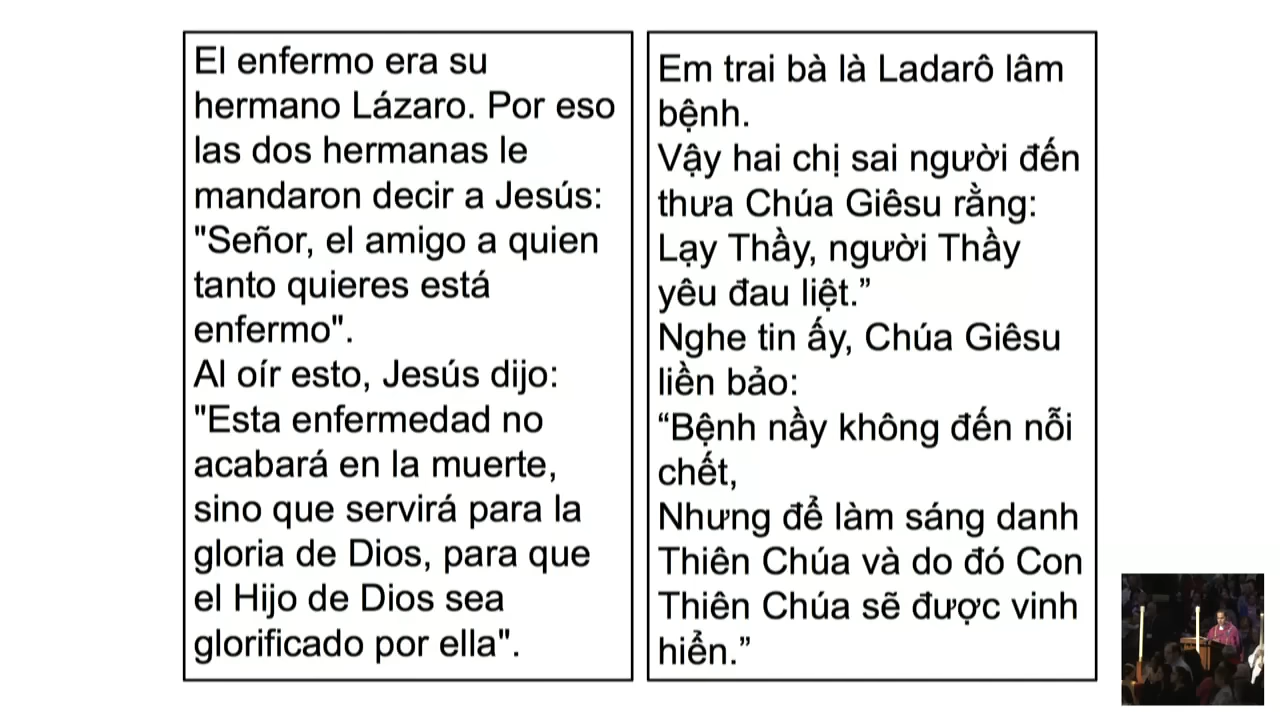 El enfermo era su
hermano Lázaro. Por eso
las dos hermanas le
mandaron decir a Jesús:
"Señor, el amigo a quien
tanto quieres está
enfermo".
Al oír esto, Jesús dijo:
"Esta enfermedad no
acabará en la muerte,
sino que servirá para la
gloria de Dios, para que
el Hijo de Dios sea
glorificado por ella".
Em trai bà là Ladarô lâm
bệnh.
Vậy hai chị sai người đến
thưa Chúa Giêsu rằng:
Lạy Thầy, người Thầy
yêu đau liệt.”
Nghe tin ấy, Chúa Giêsu
liền bảo:
“Bệnh nầy không đến nỗi
chết,
Nhưng để làm sáng danh
Thiên Chúa và do đó Con
Thiên Chúa sẽ được vinh
hiển.”